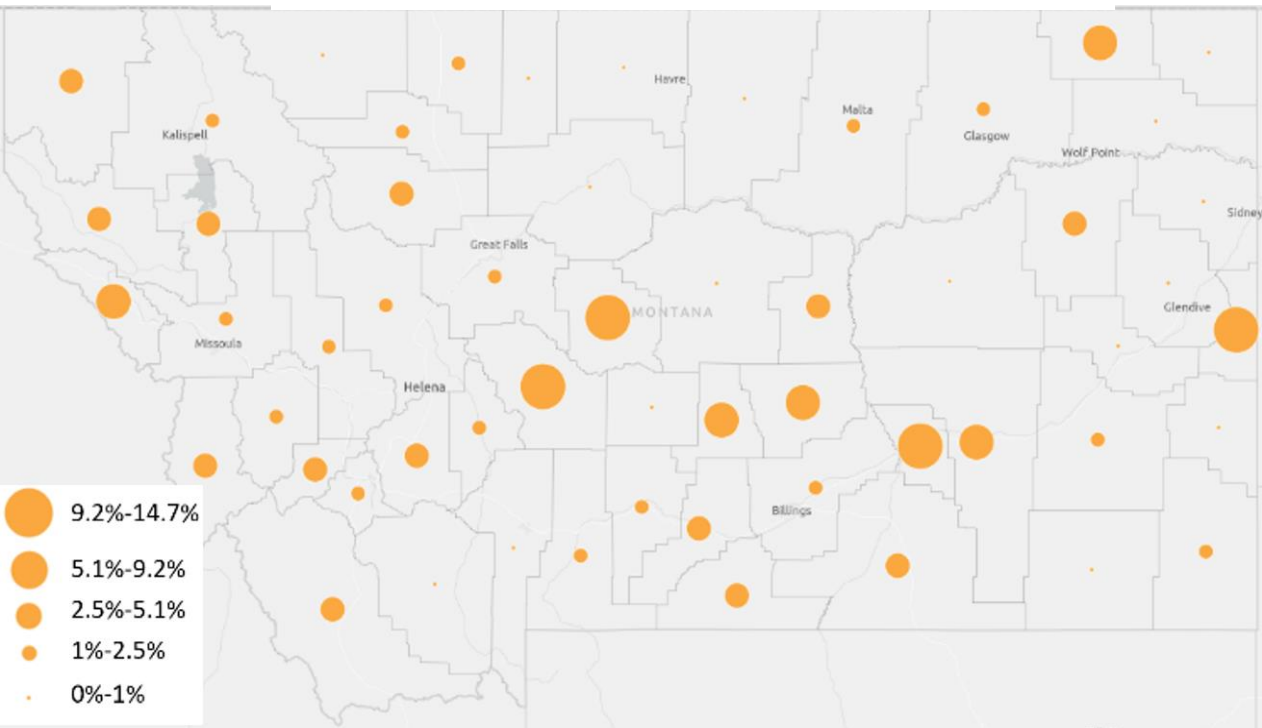 Havre
Malta
Kalispell
Glasgow
Wolf Point
Sidney
Great Falls
MONTANA
Glendive
Missoula
Helena
Billings
9.2%-14.7%
5.1%-9.2%
2.5%-5.1%
1%-2.5%
0%-1%